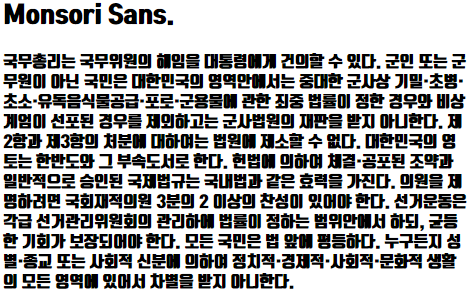 Monsori Sans.
국무총리는 국무위원의 해임을 대통령에게 건의할 수 있다. 군인 또는 군
무원이 아닌 국민은 대한민국의 영역안에서는 중대한 군사상 기밀·초병·
초소·유독음식물공급·포로·군용물에 관한 죄중 법률이 정한 경우와 비상
계엄이 선포된 경우를 제외하고는 군사법원의 재판을 받지 아니한다. 제
2항과 제3항의 처분에 대하여는 법원에 제소할 수 없다. 대한민국의 영
토는 한반도와 그 부속도서로 한다. 헌법에 의하여 체결·공포된 조약과
일반적으로 승인된 국제법규는 국내법과 같은 효력을 가진다. 의원을 제
명하려면 국회재적의원 3분의 2 이상의 찬성이 있어야 한다. 선거운동은
각급 선거관리위원회의 관리하에 법률이 정하는 범위안에서 하되, 균등
한 기회가 보장되어야 한다. 모든 국민은 법 앞에 평등하다. 누구든지 성
별·종교 또는 사회적 신분에 의하여 정치적·경제적·사회적·문화적 생활
의 모든 영역에 있어서 차별을 받지 아니한다.